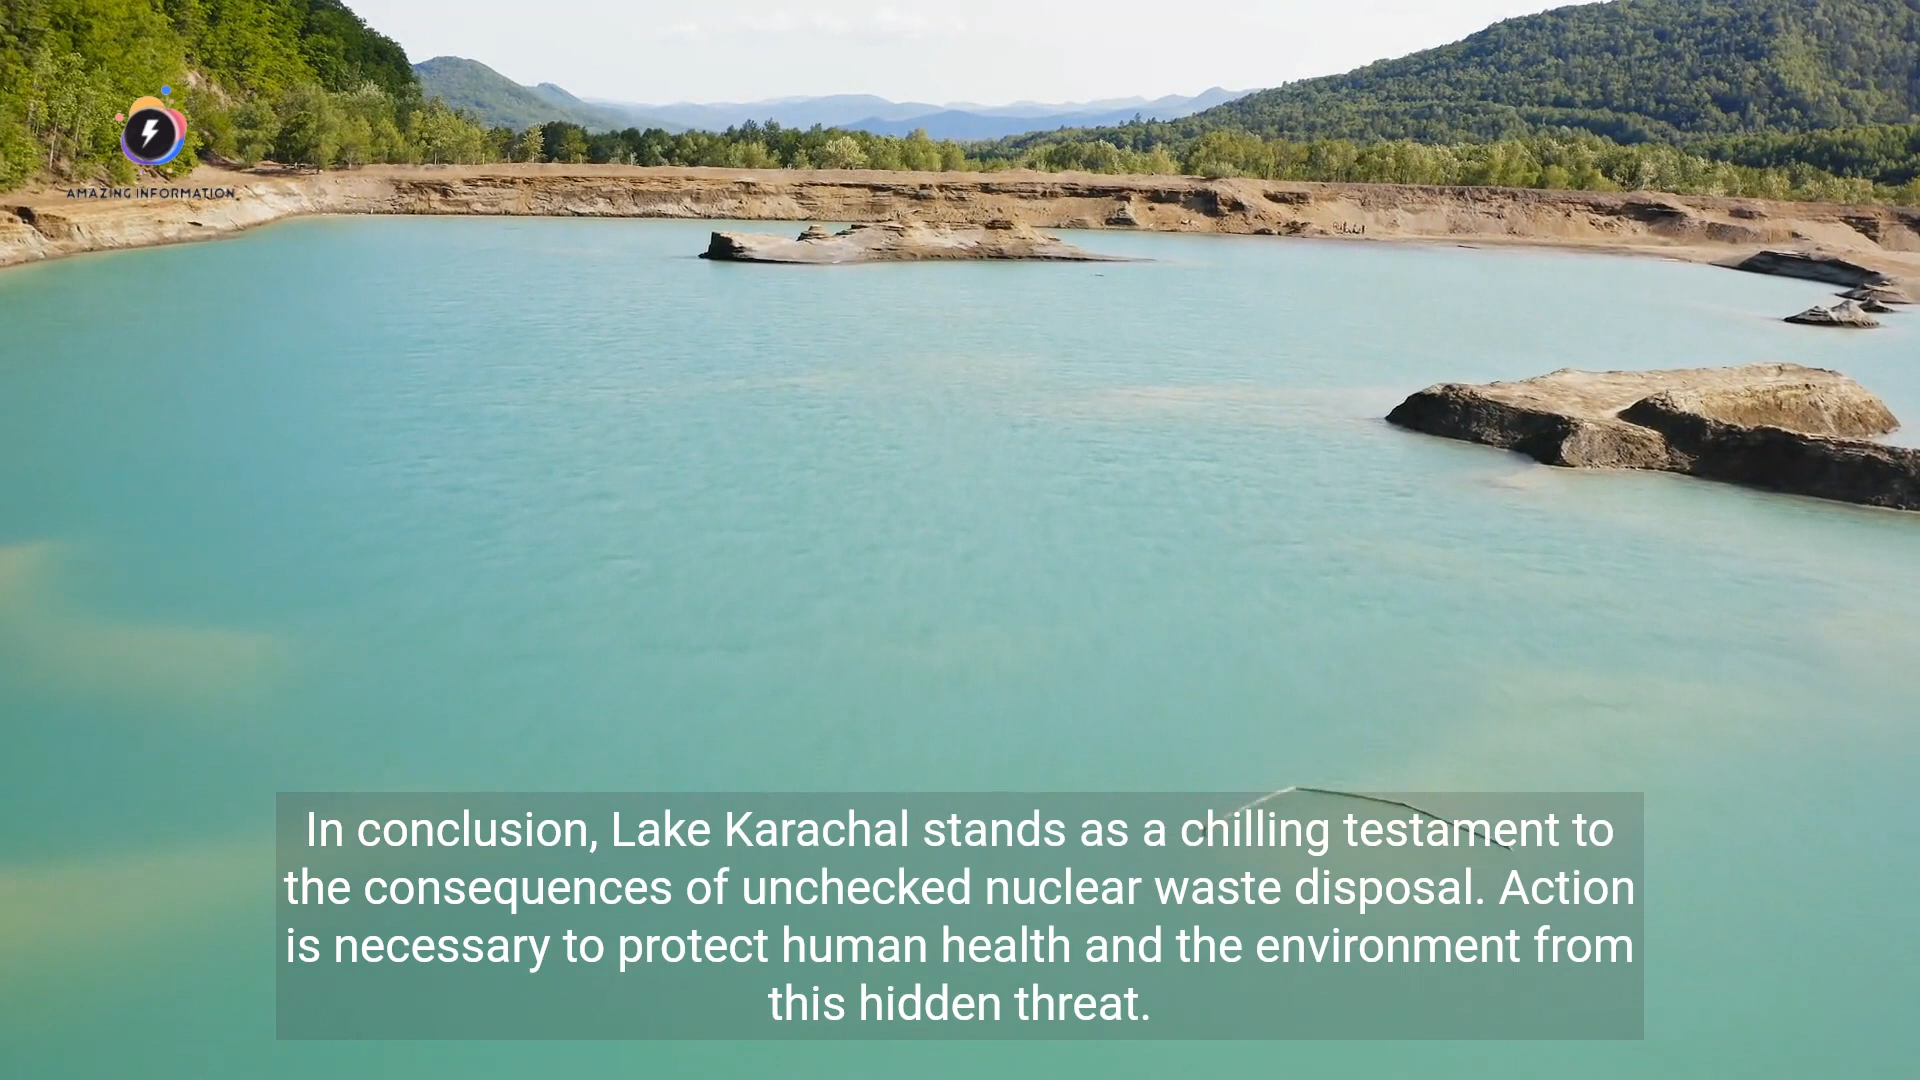 AMAZING INFORMATION
In conclusion, Lake Karachal stands as a chilling testament to
the consequences of unchecked nuclear waste disposal. Action
is necessary to protect human health and the environment from
this hidden threat.